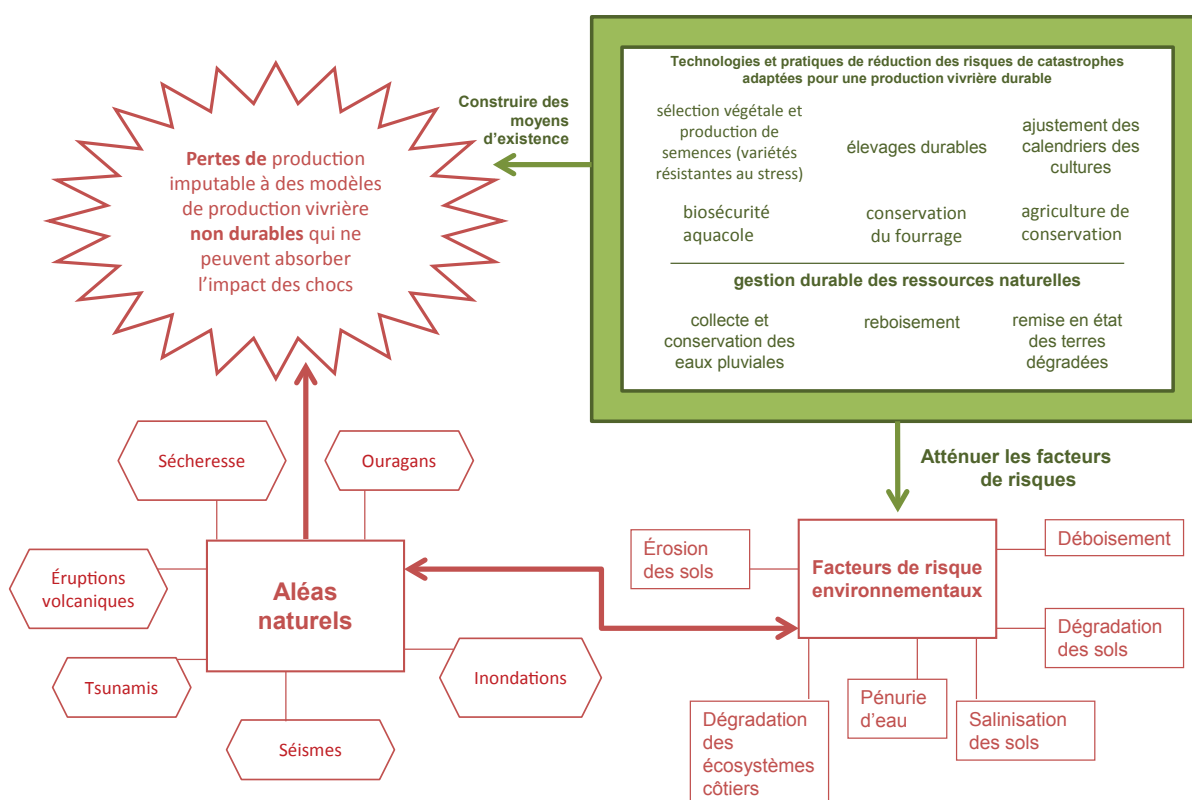 Technologies et pratiques de réduction des risques de catastrophes
adaptées pour une production vivrière durable
sélection végétale et
production de
semences (variétés
résistantes au stress)
élevages durables
ajustement des
calendriers des
cultures
biosécurité
aquacole
conservation
du fourrage
agriculture de
conservation
gestion durable des ressources naturelles
collecte et
conservation des
eaux pluviales
reboisement
remise en état
des terres
dégradées
Construire des
moyens
d'existence
Pertes de production
imputable à des modèles
de production vivrière
non durables qui ne
peuvent absorber
l'impact des chocs
Atténuer les facteurs
de risques
Sécheresse
Ouragans
Éruptions
volcaniques
Aléas
naturels
Tsunamis
Inondations
Séismes
Érosion
des sols
Facteurs de risque
environnementaux
Déboisement
Dégradation
des sols
Dégradation
des
écosystèmes
côtiers
Pénurie
d'eau
Salinisation
des sols